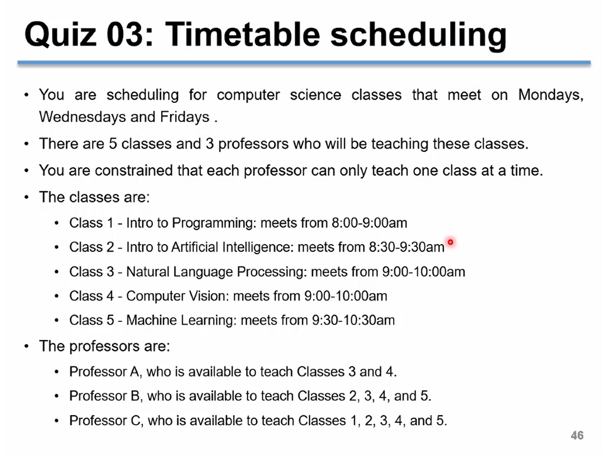 Quiz 03: Timetable scheduling
• You are scheduling for computer science classes that meet on Mondays,
Wednesdays and Fridays .
• There are 5 classes and 3 professors who will be teaching these classes.
• You are constrained that each professor can only teach one class at a time.
• The classes are:
• Class 1 - Intro to Programming: meets from 8:00-9:00am
• Class 2 - Intro to Artificial Intelligence: meets from 8:30-9:30am
• Class 3 - Natural Language Processing: meets from 9:00-10:00am
• Class 4 - Computer Vision: meets from 9:00-10:00am
• Class 5 - Machine Learning: meets from 9:30-10:30am
• The professors are:
• Professor A, who is available to teach Classes 3 and 4.
• Professor B, who is available to teach Classes 2, 3, 4, and 5.
• Professor C, who is available to teach Classes 1, 2, 3, 4, and 5.
46